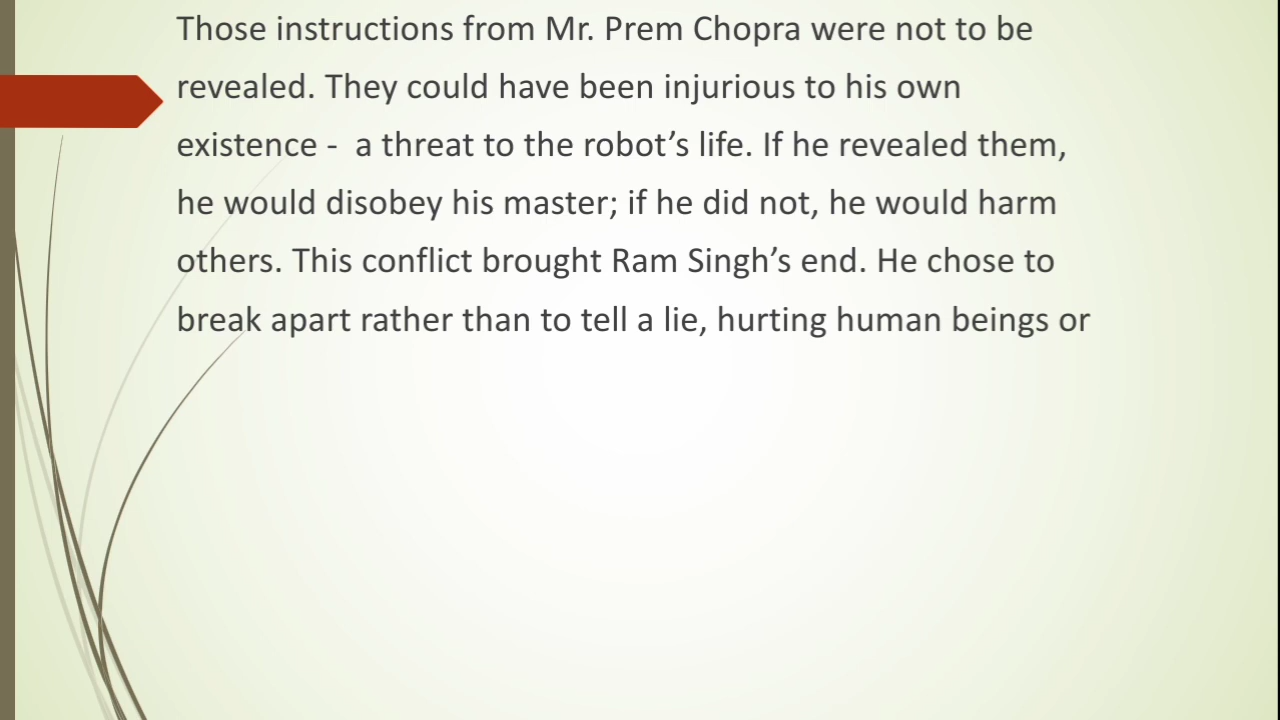 Those instructions from Mr. Prem Chopra were not to be
revealed. They could have been injurious to his own
existence -  a threat to the robot’s life. If he revealed them,
he would disobey his master; if he did not, he would harm
others. This conflict brought Ram Singh’s end. He chose to
break apart rather than to tell a lie, hurting human beings or